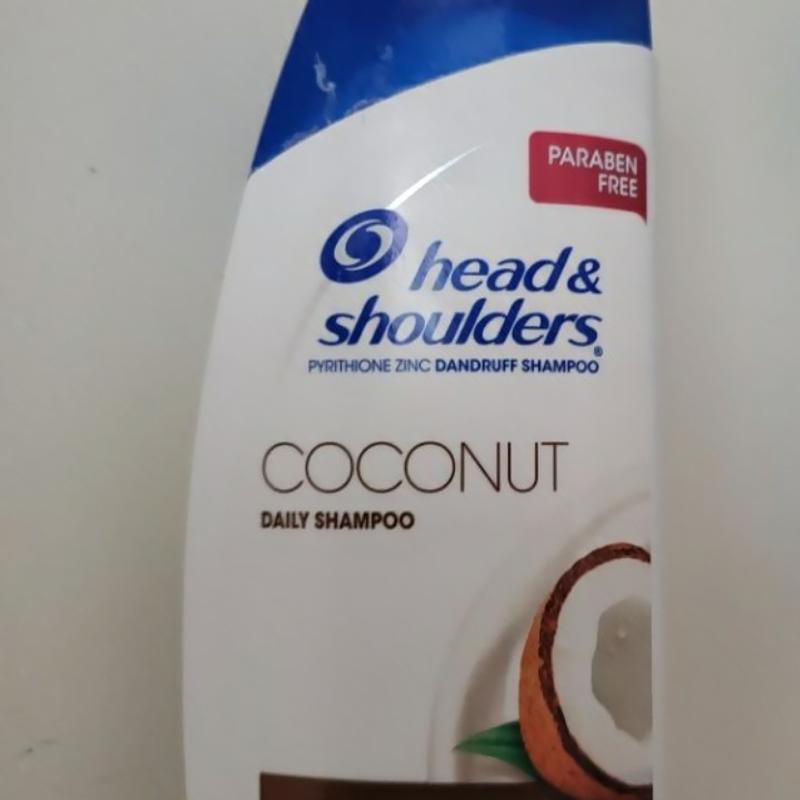 PARABEN
FREE
head &
shoulders®
PYRITHIONE ZINC DANDRUFF SHAMPOO
COCONUT
DAILY SHAMPOO